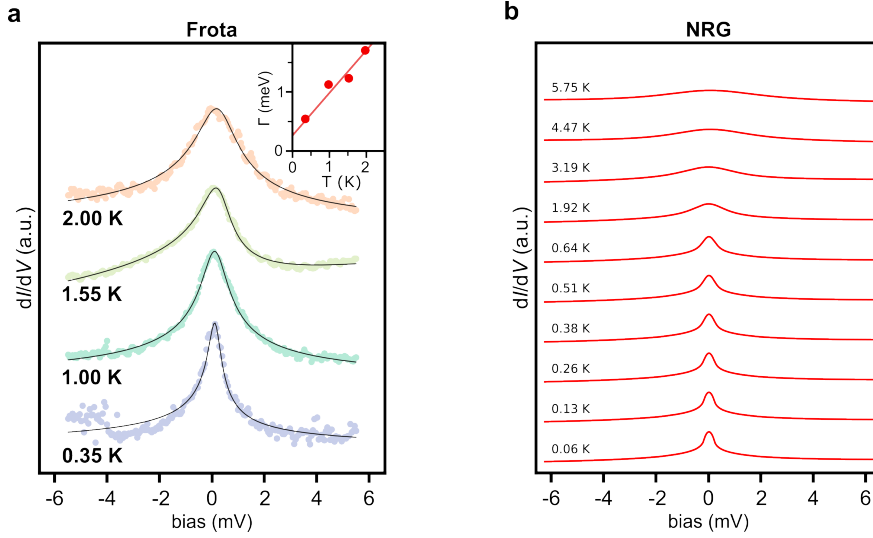 a
Frota
dI/dV (a.u.)
2.00 K
1.55 K
1.00 K
0.35 K
-6 -4 -2 0 2 4 6
bias (mV)
Γ (meV)
1
0
0 1 2
T (K)
b
NRG
dI/dV (a.u.)
5.75 K
4.47 K
3.19 K
1.92 K
0.64 K
0.51 K
0.38 K
0.26 K
0.13 K
0.06 K
-6 -4 -2 0 2 4 6
bias (mV)